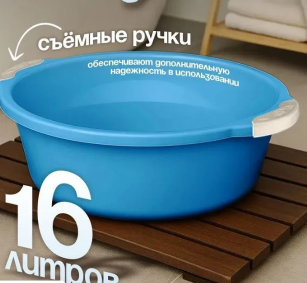 съёмные ручки
обеспечивают дополнительную
надежность в использовании
16
литров